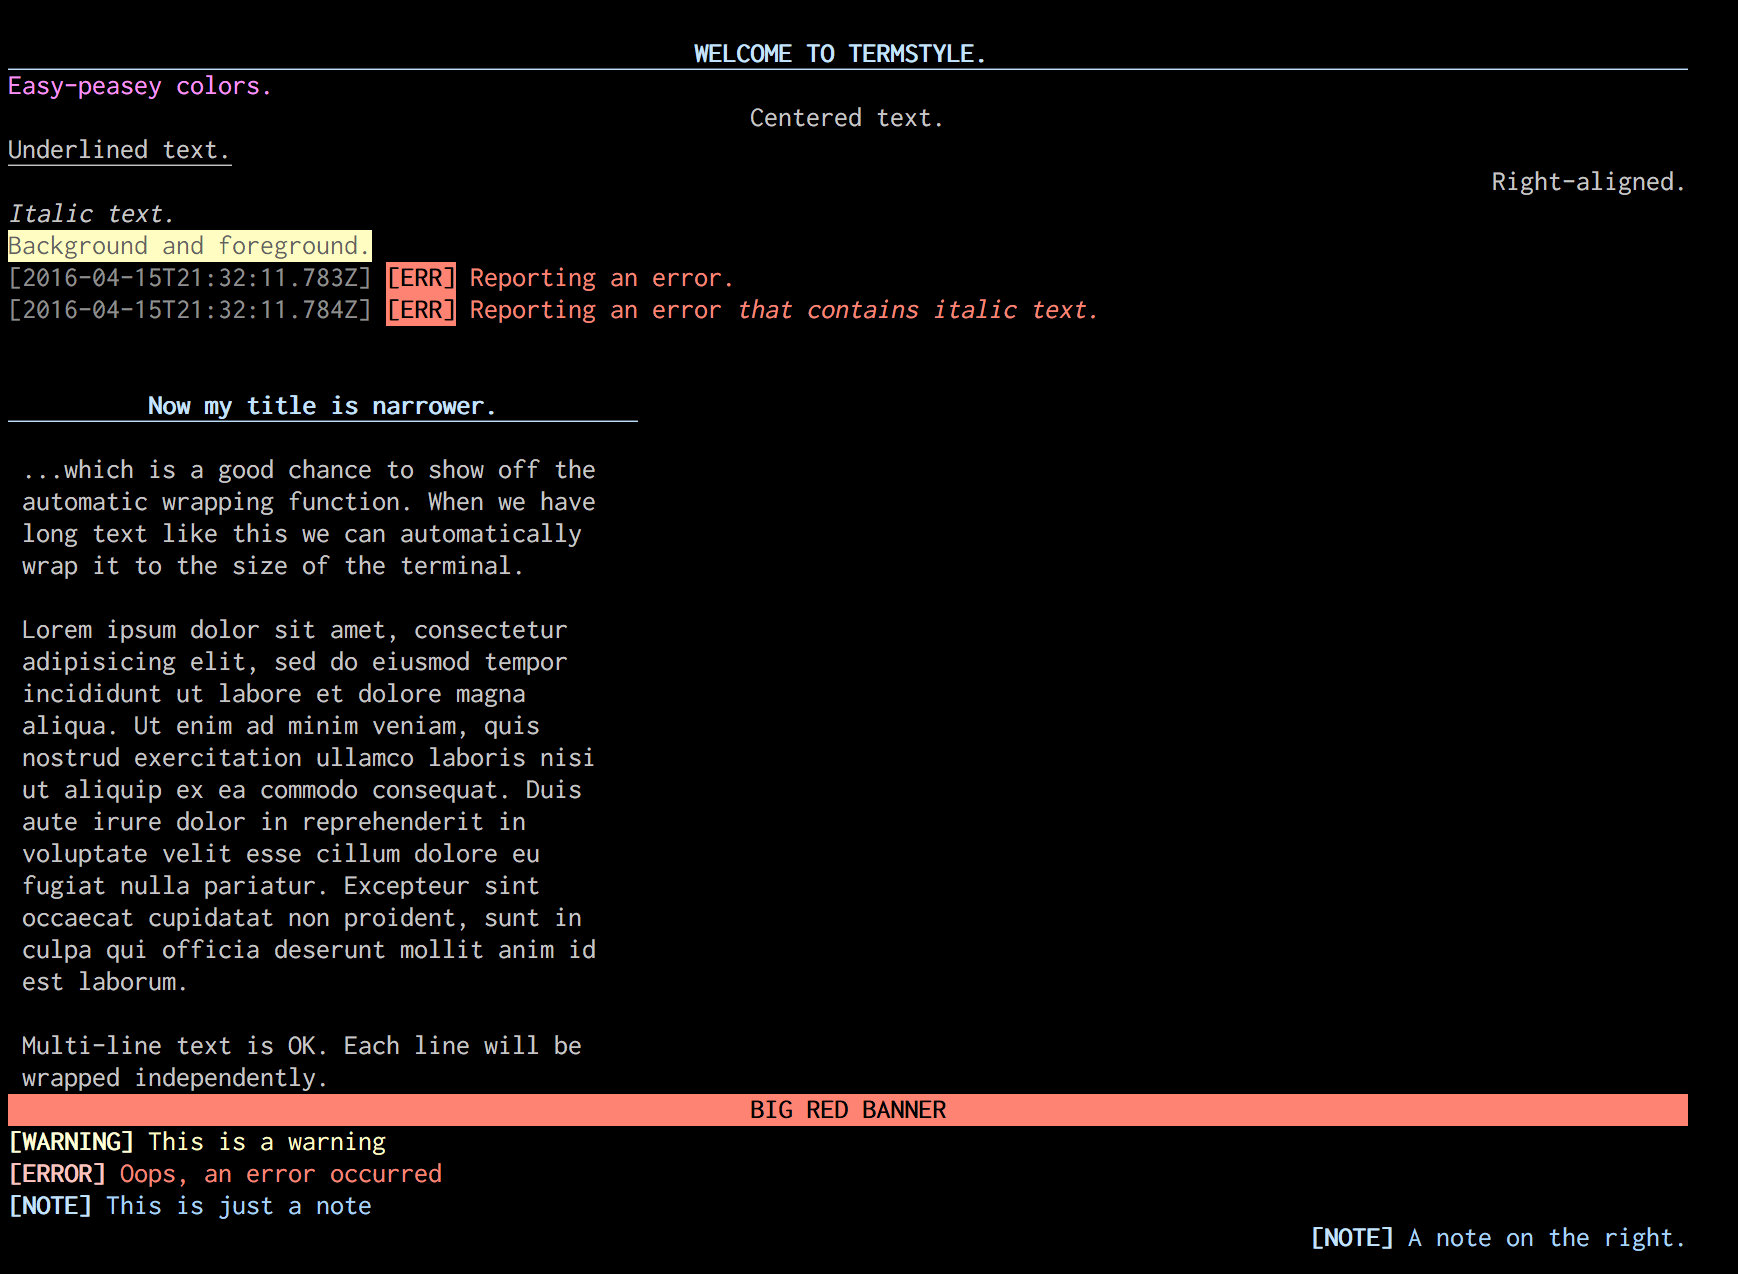 WELCOME TO TERMSTYLE.
Easy-peasey colors.
Centered text.
Underlined text.
Right-aligned.
Italic text.
Background and foreground.
[2016-04-15T21:32:11.783Z] [ERR] Reporting an error.
[2016-04-15T21:32:11.784Z] [ERR] Reporting an error that contains italic text.
Now my title is narrower.
...which is a good chance to show off the
automatic wrapping function. When we have
long text like this we can automatically
wrap it to the size of the terminal.
Lorem ipsum dolor sit amet, consectetur
adipisicing elit, sed do eiusmod tempor
incididunt ut labore et dolore magna
aliqua. Ut enim ad minim veniam, quis
nostrud exercitation ullamco laboris nisi
ut aliquip ex ea commodo consequat. Duis
aute irure dolor in reprehenderit in
voluptate velit esse cillum dolore eu
fugiat nulla pariatur. Excepteur sint
occaecat cupidatat non proident, sunt in
culpa qui officia deserunt mollit anim id
est laborum.
Multi-line text is OK. Each line will be
wrapped independently.
BIG RED BANNER
[WARNING] This is a warning
[ERROR] Oops, an error occurred
[NOTE] This is just a note
[NOTE] A note on the right.